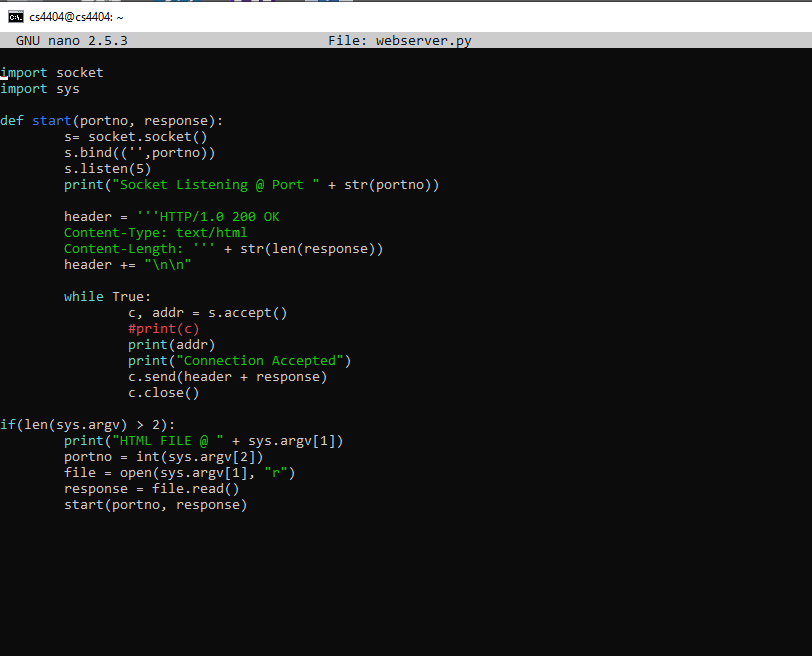 cs4404@cs4404: ~
GNU nano 2.5.3 File: webserver.py
import socket
import sys
def start(portno, response):
        s= socket.socket()
        s.bind(('',portno))
        s.listen(5)
        print("Socket Listening @ Port " + str(portno))
        header = '''HTTP/1.0 200 OK
        Content-Type: text/html
        Content-Length: ''' + str(len(response))
        header += "\n\n"
        while True:
                c, addr = s.accept()
                #print(c)
                print(addr)
                print("Connection Accepted")
                c.send(header + response)
                c.close()
if(len(sys.argv) > 2):
        print("HTML FILE @ " + sys.argv[1])
        portno = int(sys.argv[2])
        file = open(sys.argv[1], "r")
        response = file.read()
        start(portno, response)